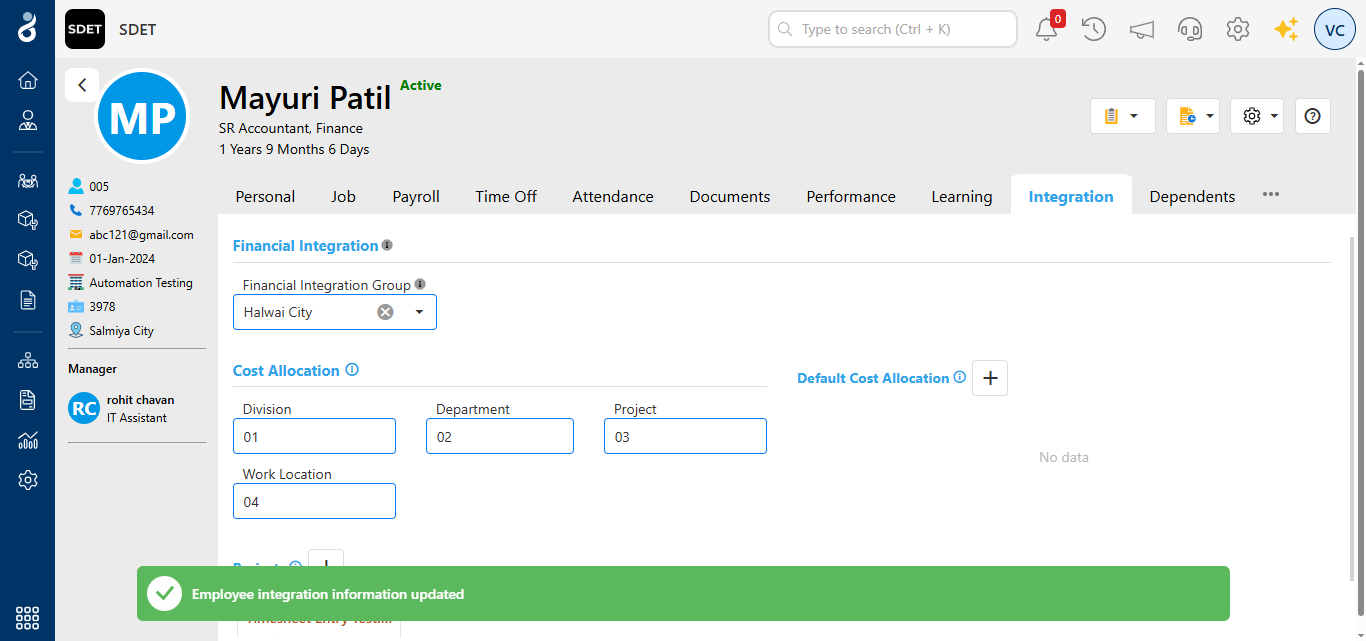 SDET
SDET
Type to search (Ctrl + K)
0
VC
MP
Mayuri Patil
Active
SR Accountant, Finance
1 Years 9 Months 6 Days
005
7769765434
abc121@gmail.com
01-Jan-2024
Automation Testing
3978
Salmiya City
Manager
RC
rohit chavan
IT Assistant
Personal
Job
Payroll
Time Off
Attendance
Documents
Performance
Learning
Integration
Dependents
Financial Integration
Financial Integration Group
Halwai City
Cost Allocation
Default Cost Allocation
Division
Department
Project
01
02
03
No data
Work Location
04
Employee integration information updated